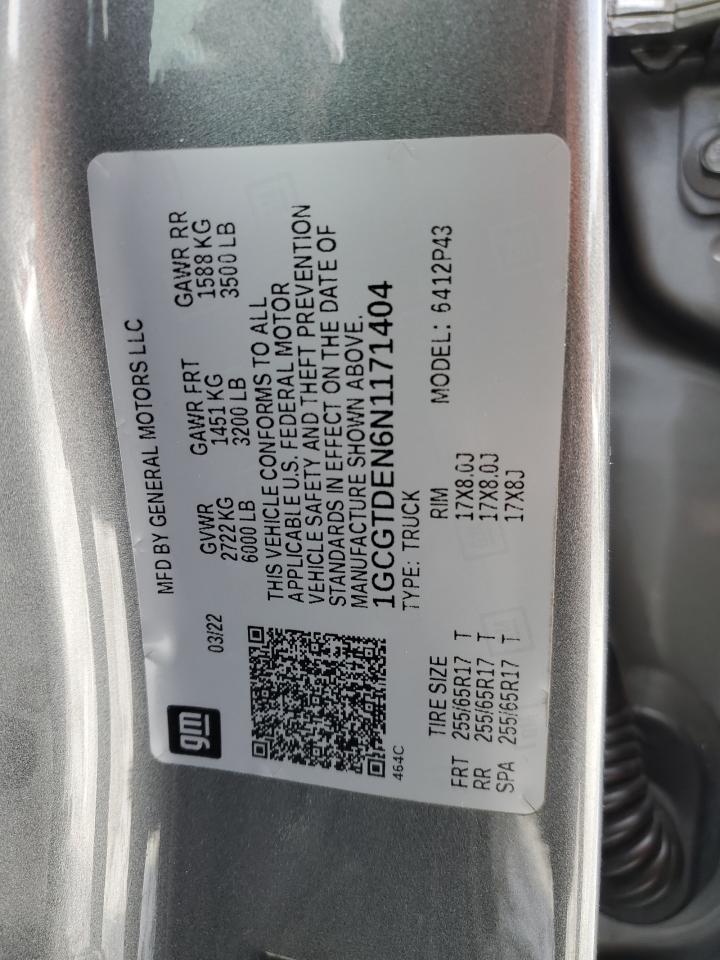 MFD BY GENERAL MOTORS LLC
gm
03/22
GVWR GAWR FRT GAWR RR
2722 KG 1451 KG 1588 KG
6000 LB 3200 LB 3500 LB
THIS VEHICLE CONFORMS TO ALL
APPLICABLE U.S. FEDERAL MOTOR
VEHICLE SAFETY AND THEFT PREVENTION
STANDARDS IN EFFECT ON THE DATE OF
MANUFACTURE SHOWN ABOVE.
1GCGTDEN6N1171404
464C
TYPE: TRUCK MODEL: 6412P43
TIRE SIZE RIM
FRT 255/65R17 T 17X8.0J
RR 255/65R17 T 17X8.0J
SPA 255/65R17 T 17X8J